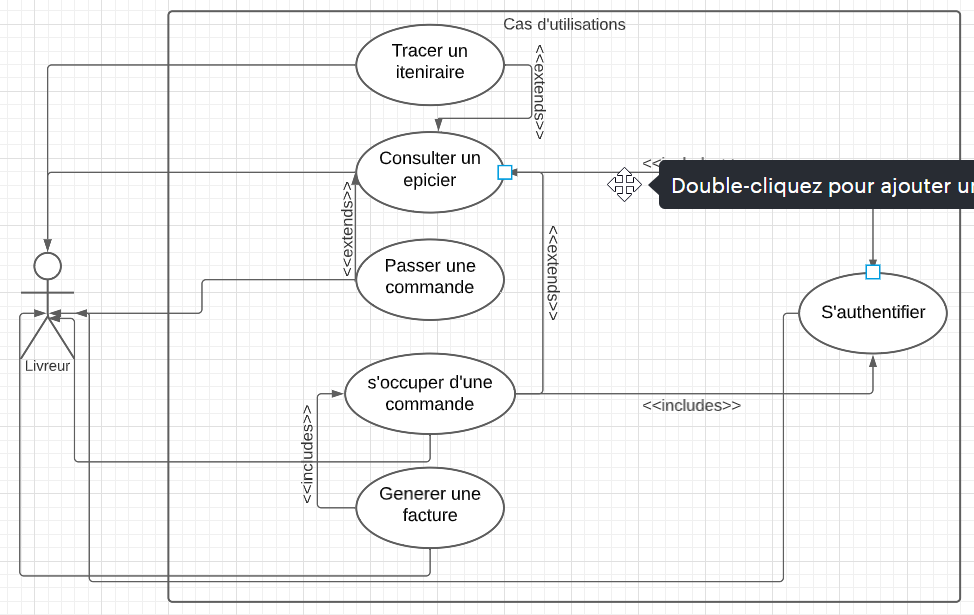 Cas d'utilisations
Tracer un
iteniraire
<<extends>>
Consulter un
epicier
Double-cliquez pour ajouter
<<extends>>
Passer une
commande
<<extends>>
S'authentifier
Livreur
s'occuper d'une
commande
<<includes>>
<<includes>>
Generer une
facture